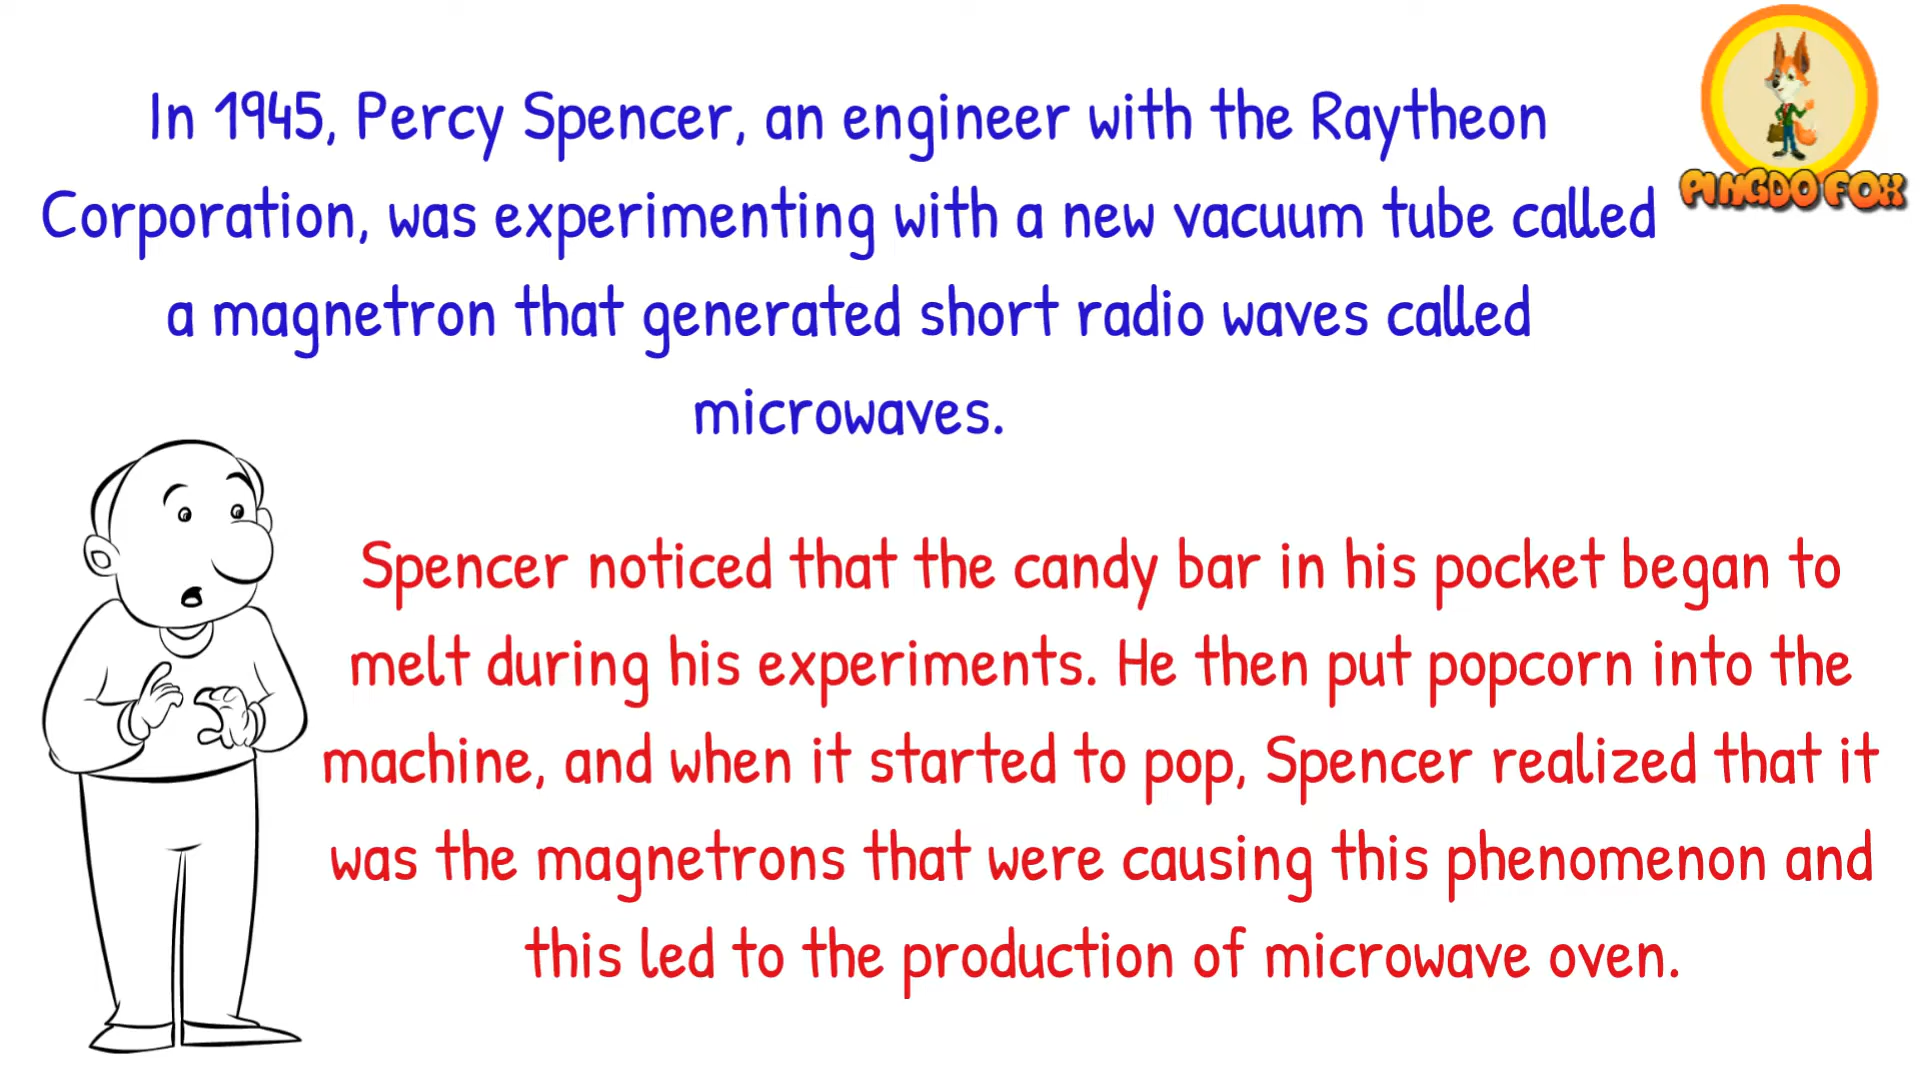 In 1945, Percy Spencer, an engineer with the Raytheon
Corporation, was experimenting with a new vacuum tube called
a magnetron that generated short radio waves called
microwaves.
PINGDO FOX
Spencer noticed that the candy bar in his pocket began to
melt during his experiments. He then put popcorn into the
machine, and when it started to pop, Spencer realized that it
was the magnetrons that were causing this phenomenon and
this led to the production of microwave oven.